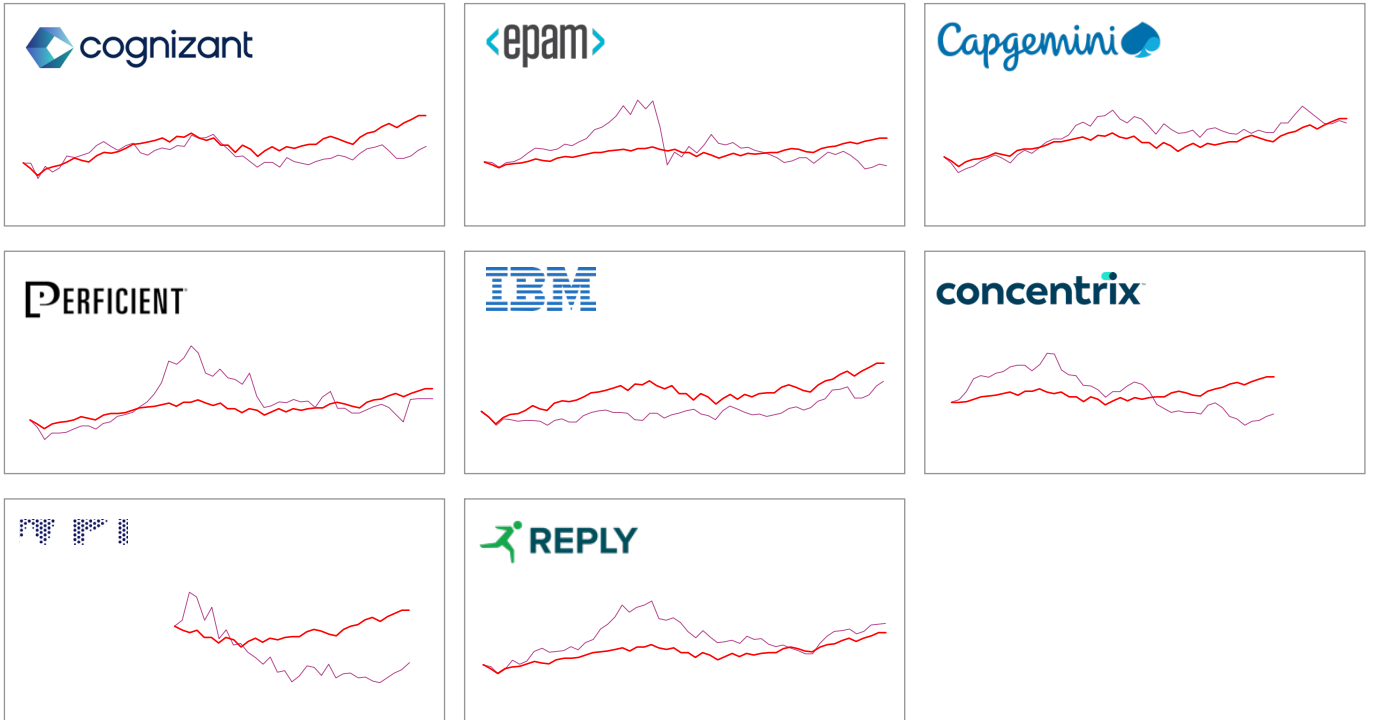 cognizant
<epam>
Capgemini
PERFICIENT
IBM
concentrix
REPLY